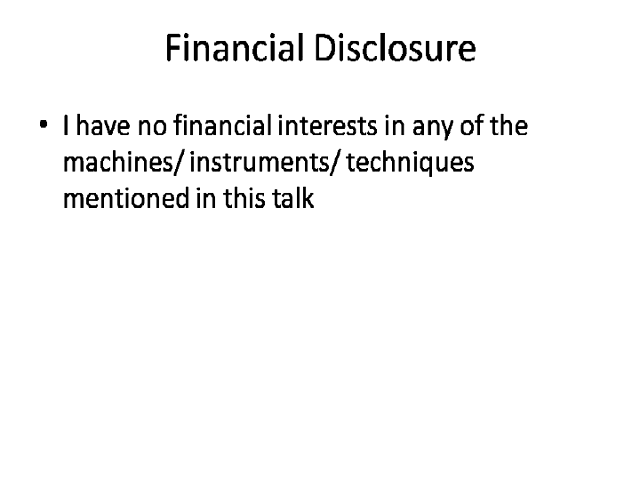 Financial Disclosure
• I have no financial interests in any of the
machines/ instruments/ techniques
mentioned in this talk